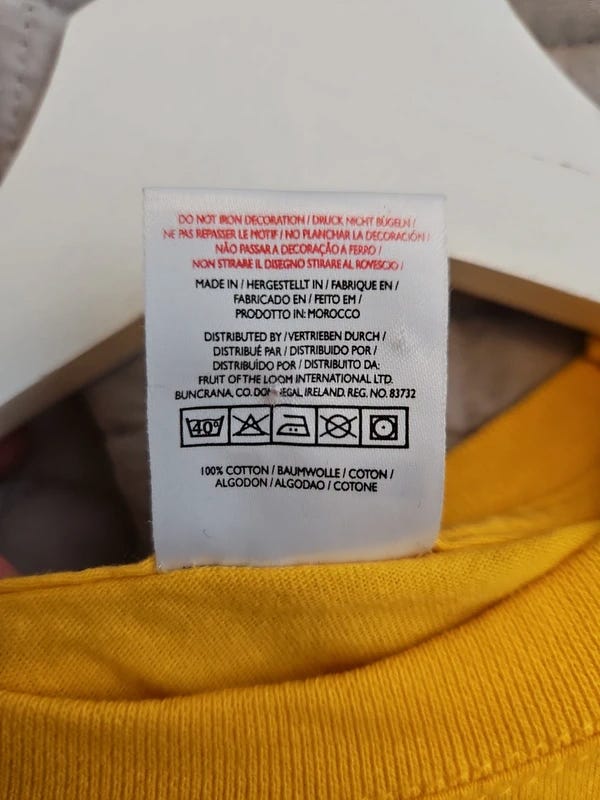 DO NOT IRON DECORATION / DRUCK NICHT BÜGELN /
NE PAS REPASSER LE MOTIF / NO PLANCHAR LA DECORACIÓN /
NÃO PASSAR A DECORAÇÃO A FERRO /
NON STIRARE IL DISEGNO STIRARE AL ROVESCIO /
MADE IN / HERGESTELLT IN / FABRIQUE EN /
FABRICADO EN / FEITO EM /
PRODOTTO IN: MOROCCO
DISTRIBUTED BY / VERTRIEBEN DURCH /
DISTRIBUÉ PAR / DISTRIBUIDO POR /
DISTRIBUÍDO POR / DISTRIBUITO DA:
FRUIT OF THE LOOM INTERNATIONAL LTD.
BUNCRANA, CO. DONEGAL, IRELAND. REG. NO. 83732
40°
100% COTTON / BAUMWOLLE / COTON /
ALGODON / ALGODAO / COTONE